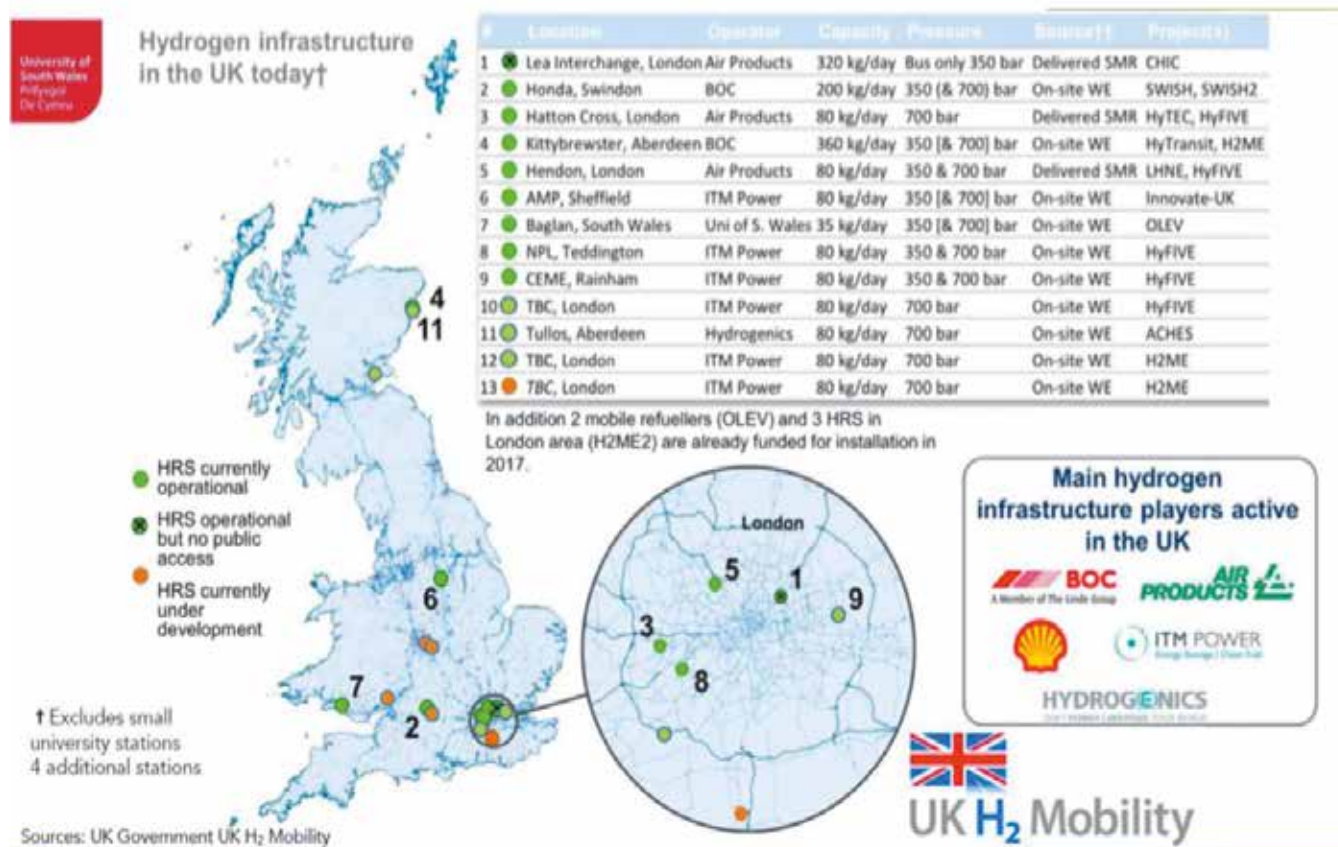 University of
South Wales
Prifysgol
De Cymru
Hydrogen infrastructure
in the UK today†
# Location Operator Capacity Pressure Source†† Project(s)
1 Lea Interchange, London Air Products 320 kg/day Bus only 350 bar Delivered SMR CHIC
2 Honda, Swindon BOC 200 kg/day 350 (& 700) bar On-site WE SWISH, SWISH2
3 Hatton Cross, London Air Products 80 kg/day 700 bar Delivered SMR HyTEC, HyFIVE
4 Kittybrewster, Aberdeen BOC 360 kg/day 350 [& 700] bar On-site WE HyTransit, H2ME
5 Hendon, London Air Products 80 kg/day 350 & 700 bar Delivered SMR LHNE, HyFIVE
6 AMP, Sheffield ITM Power 80 kg/day 350 [& 700] bar On-site WE Innovate-UK
7 Baglan, South Wales Uni of S. Wales 35 kg/day 350 [& 700] bar On-site WE OLEV
8 NPL, Teddington ITM Power 80 kg/day 350 & 700 bar On-site WE HyFIVE
9 CEME, Rainham ITM Power 80 kg/day 350 & 700 bar On-site WE HyFIVE
10 TBC, London ITM Power 80 kg/day 700 bar On-site WE HyFIVE
11 Tullos, Aberdeen Hydrogenics 80 kg/day 700 bar On-site WE ACHES
12 TBC, London ITM Power 80 kg/day 700 bar On-site WE H2ME
13 TBC, London ITM Power 80 kg/day 700 bar On-site WE H2ME
In addition 2 mobile refuellers (OLEV) and 3 HRS in
London area (H2ME2) are already funded for installation in
2017.
4
11
HRS currently
operational
HRS operational
but no public
access
HRS currently
under
development
6
7
2
London
5
1
9
3
8
Main hydrogen
infrastructure players active
in the UK
BOC
A Member of The Linde Group
AIR
PRODUCTS
ITM POWER
Energy Storage | Clean Fuel
HYDROGENICS
† Excludes small
university stations
4 additional stations
UK H₂ Mobility
Sources: UK Government UK H₂ Mobility